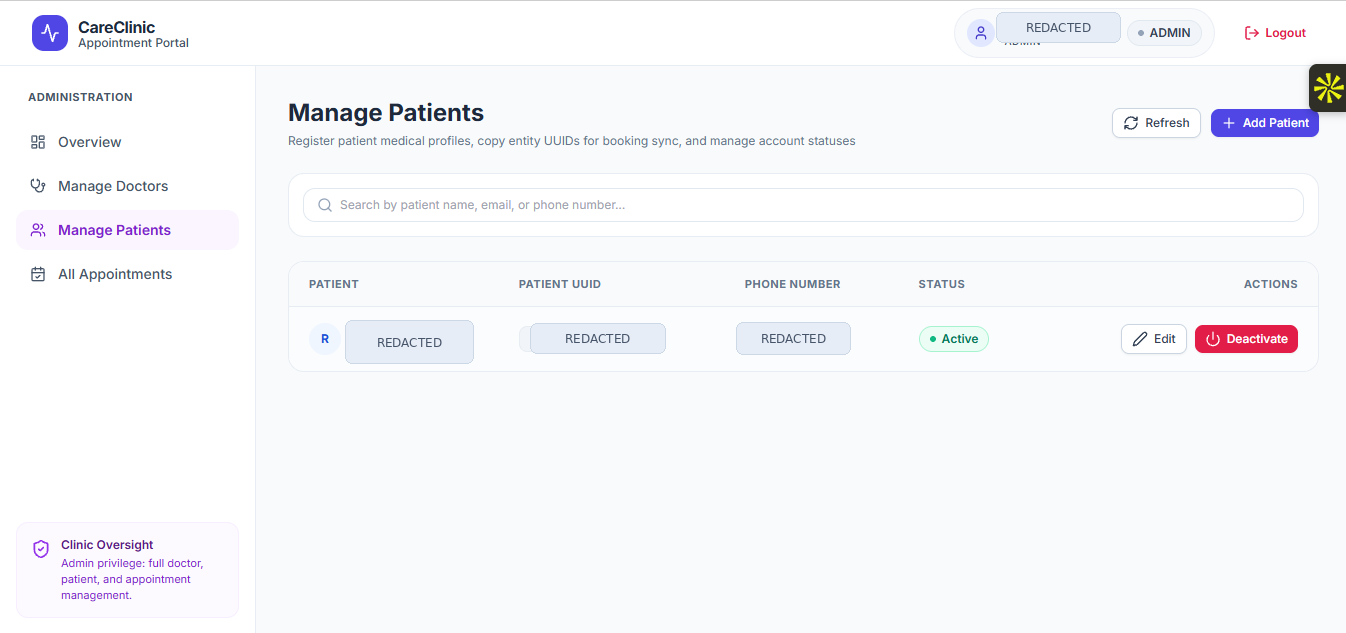 CareClinic
Appointment Portal
REDACTED
ADMIN
ADMIN
Logout
ADMINISTRATION
Overview
Manage Doctors
Manage Patients
All Appointments
Clinic Oversight
Admin privilege: full doctor,
patient, and appointment
management.
Manage Patients
Register patient medical profiles, copy entity UUIDs for booking sync, and manage account statuses
Refresh
Add Patient
Search by patient name, email, or phone number...
PATIENT PATIENT UUID PHONE NUMBER STATUS ACTIONS
R REDACTED REDACTED REDACTED Active Edit Deactivate